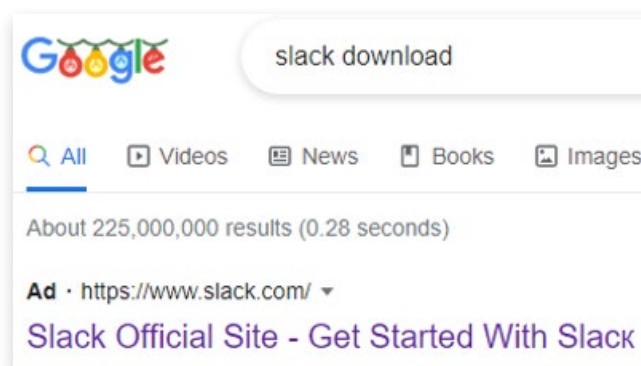 Google
slack download
All Videos News Books Images
About 225,000,000 results (0.28 seconds)
Ad · https://www.slack.com/
Slack Official Site - Get Started With Slacк